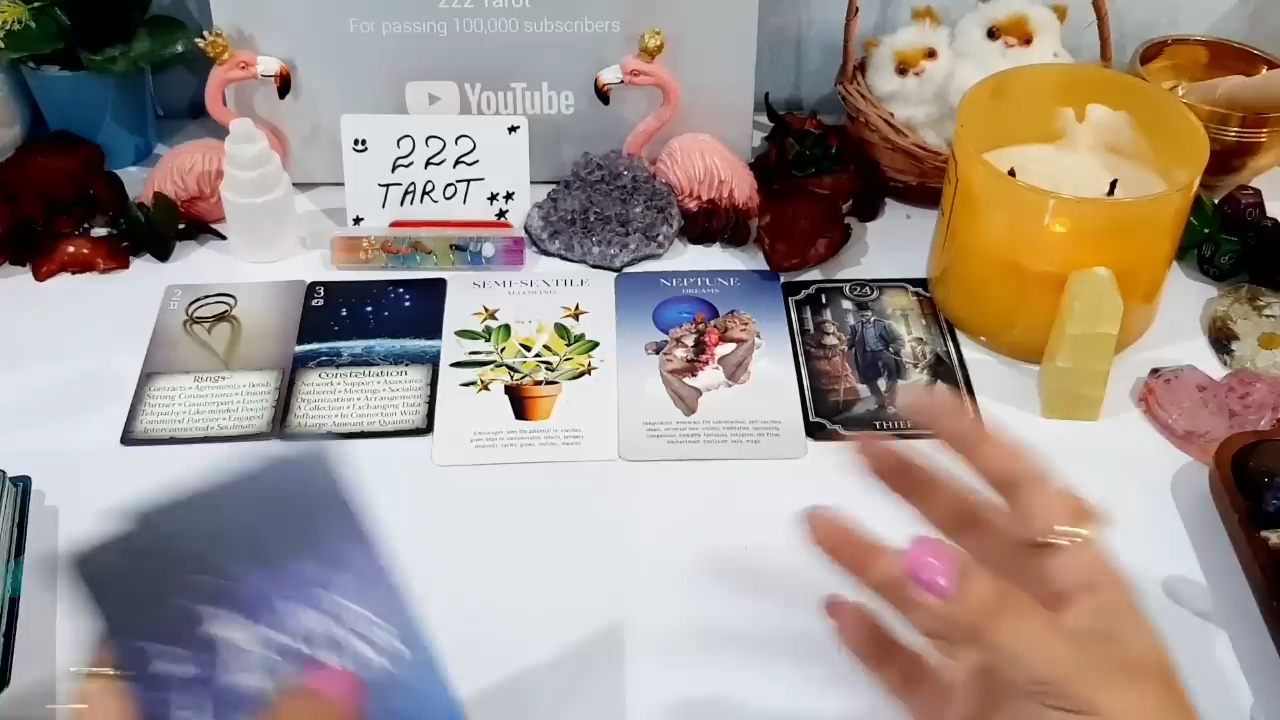 222 Tarot
For passing 100,000 subscribers
YouTube
222
TAROT
2
Rings
Contracts • Agreements • Bonds
Strong Connections • Unions
Partner • Counterpart • Lovers
Telepathy • Like-minded People
Committed Partner • Engaged
Interconnected • Soulmate
3
Constellation
Network • Support • Associates
Gathered • Meetings • Socialize
Organization • Arrangement
A Collection • Exchanging Data
Influence • In Connection With
A Large Amount or Quantity
SEMI-SEXTILE
ALLOWING
NEPTUNE
DREAMS
24
THIEF